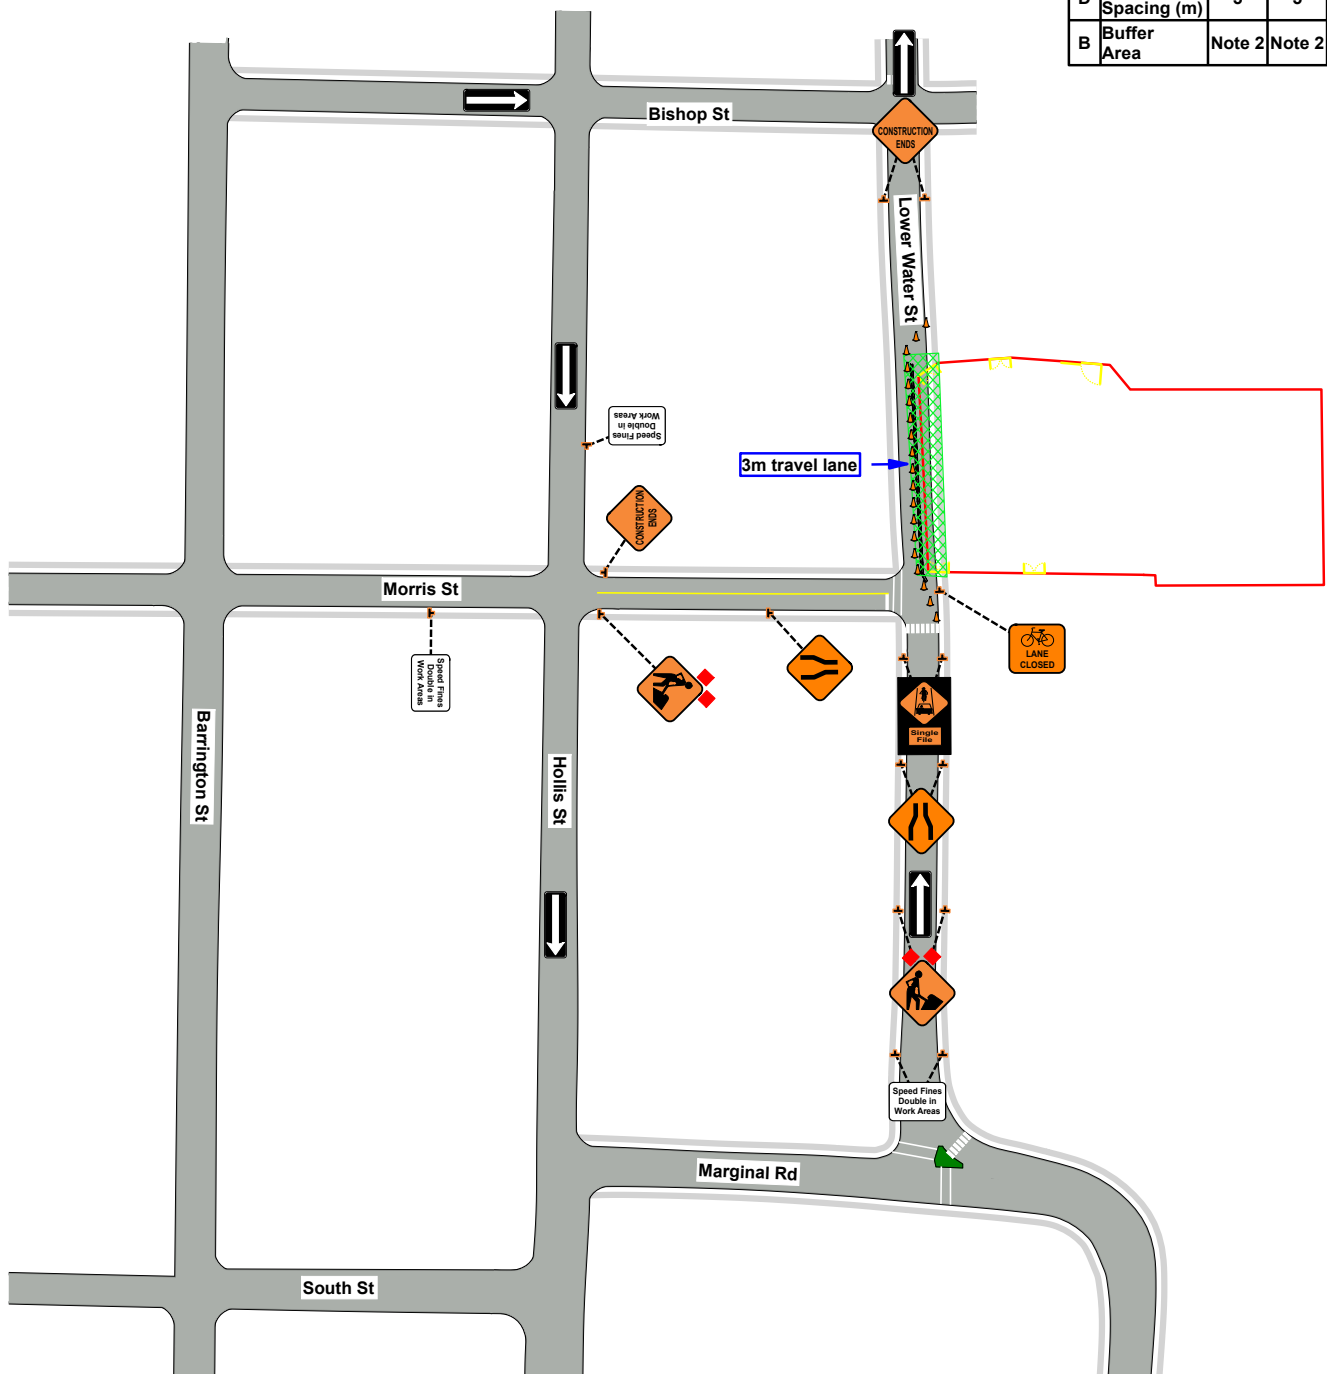 Spacing (m)
B Buffer Area Note 2 Note 2
Bishop St
CONSTRUCTION
ENDS
Lower Water St
Speed Fines
Double in
Work Areas
3m travel lane
CONSTRUCTION
ENDS
Morris St
LANE
CLOSED
Speed Fines
Double in
Work Areas
Single
File
Barrington St
Hollis St
Speed Fines
Double in
Work Areas
Marginal Rd
South St